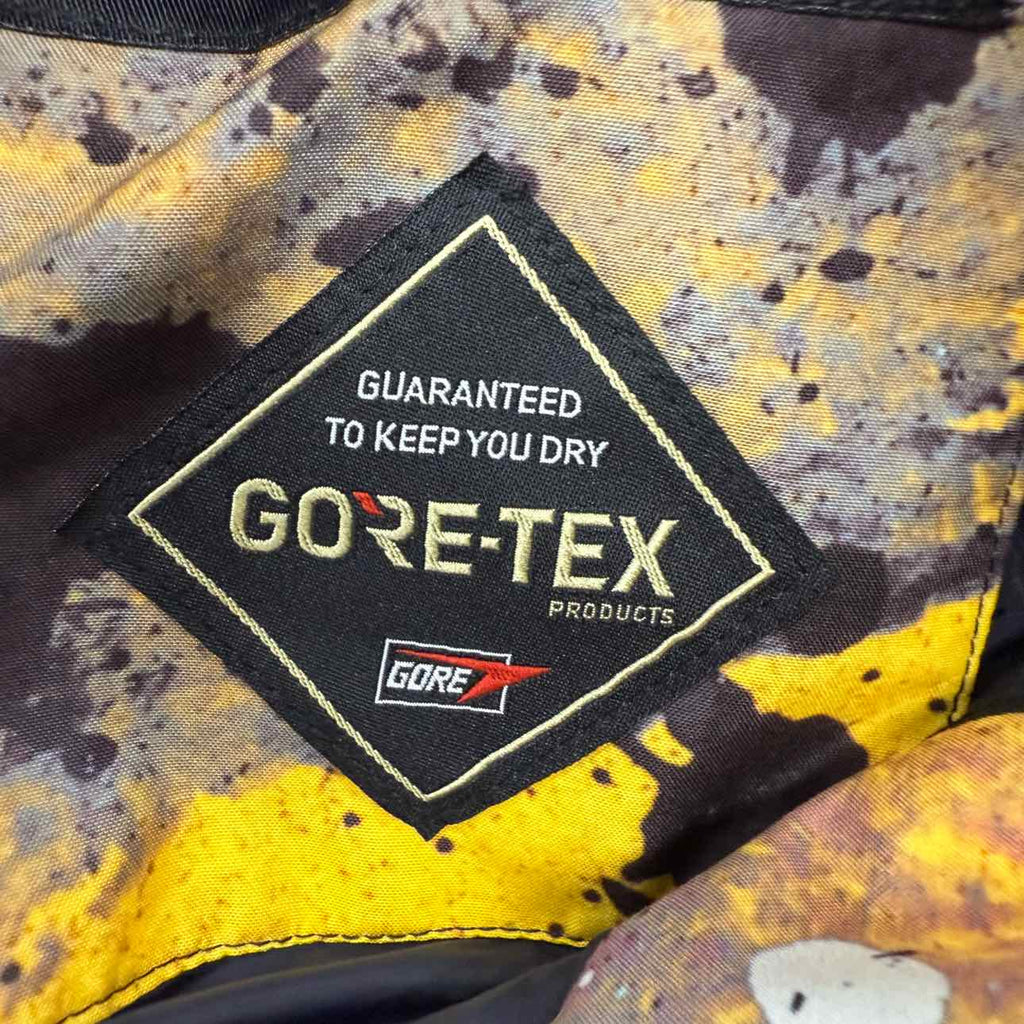 GUARANTEED
TO KEEP YOU DRY
GORE-TEX
PRODUCTS
GORE